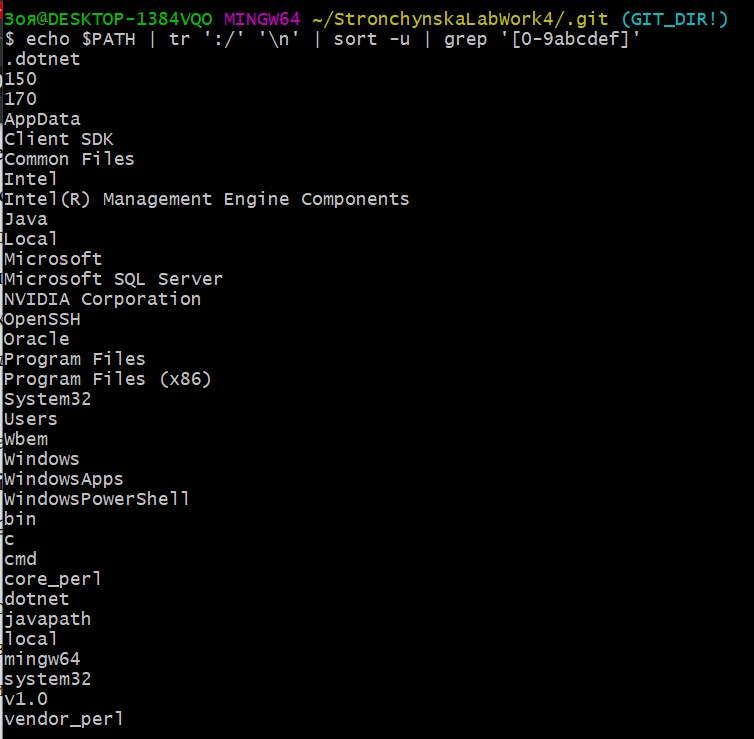 Зоя@DESKTOP-1384VQO MINGW64 ~/StronchynskaLabWork4/.git (GIT_DIR!)
$ echo $PATH | tr ':/' '\n' | sort -u | grep '[0-9abcdef]'
.dotnet
150
170
AppData
Client SDK
Common Files
Intel
Intel(R) Management Engine Components
Java
Local
Microsoft
Microsoft SQL Server
NVIDIA Corporation
OpenSSH
Oracle
Program Files
Program Files (x86)
System32
Users
Wbem
Windows
WindowsApps
WindowsPowerShell
bin
c
cmd
core_perl
dotnet
javapath
local
mingw64
system32
v1.0
vendor_perl